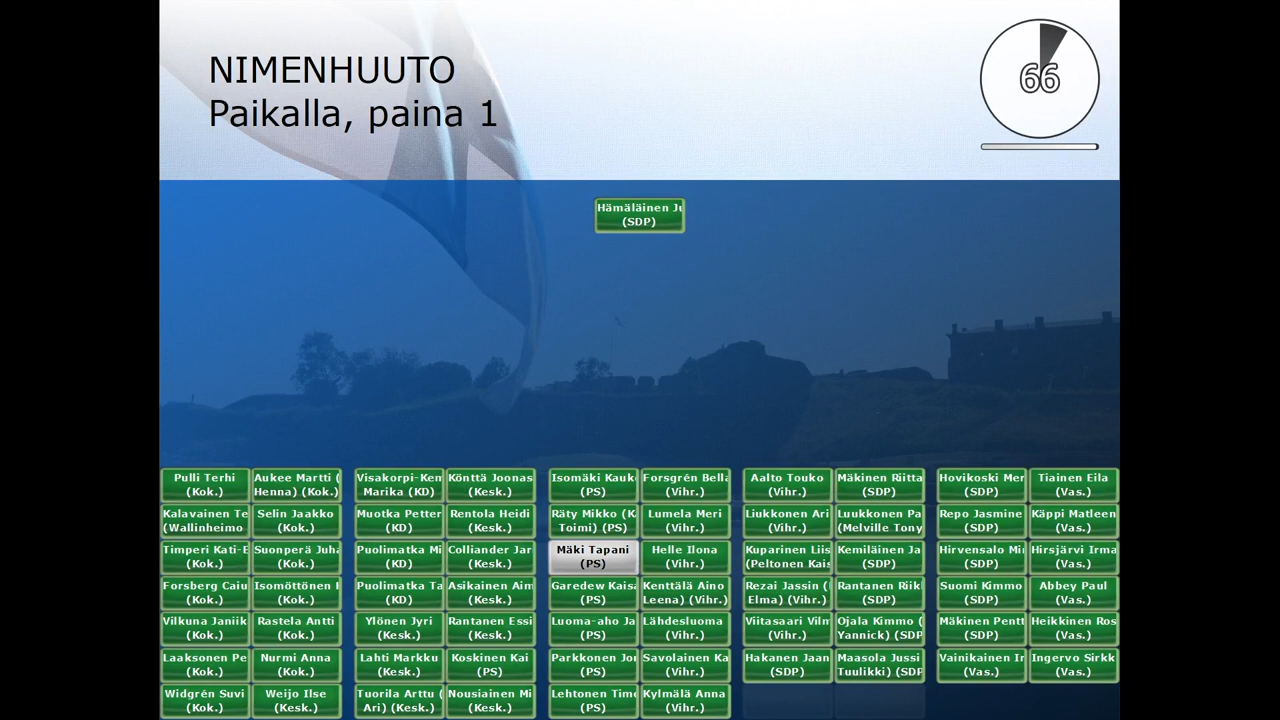 NIMENHUUTO
Paikalla, paina 1
66
Hämäläinen Ju
(SDP)
Pulli Terhi
(Kok.)
Aukee Martti (
Henna) (Kok.)
Visakorpi-Kem
Marika (KD)
Könttä Joonas
(Kesk.)
Isomäki Kauko
(PS)
Forsgrén Bella
(Vihr.)
Aalto Touko
(Vihr.)
Mäkinen Riitta
(SDP)
Hovikoski Mer
(SDP)
Tiainen Eila
(Vas.)
Kalavainen Te
(Wallinheimo
Selin Jaakko
(Kok.)
Muotka Petter
(KD)
Rentola Heidi
(Kesk.)
Räty Mikko (K
Toimi) (PS)
Lumela Meri
(Vihr.)
Liukkonen Ari
(Vihr.)
Luukkonen Pa
(Melville Tony
Repo Jasmine
(SDP)
Käppi Matleen
(Vas.)
Timperi Kati-E
(Kok.)
Suonperä Juha
(Kok.)
Puolimatka Mi
(KD)
Colliander Jar
(Kesk.)
Mäki Tapani
(PS)
Helle Ilona
(Vihr.)
Kuparinen Liis
(Peltonen Kais
Kemiläinen Ja
(SDP)
Hirvensalo Mir
(SDP)
Hirsjärvi Irma
(Vas.)
Forsberg Caiu
(Kok.)
Isomöttönen
(Kok.)
Puolimatka Ta
(KD)
Asikainen Aim
(Kesk.)
Garedew Kaisa
(PS)
Kenttälä Aino
Leena) (Vihr.)
Rezai Jassin (
Elma) (Vihr.)
Rantanen Riik
(SDP)
Suomi Kimmo
(SDP)
Abbey Paul
(Vas.)
Vilkuna Janiik
(Kok.)
Rastela Antti
(Kok.)
Ylönen Jyri
(Kesk.)
Rantanen Essi
(Kesk.)
Luoma-aho Ja
(PS)
Lähdesluoma
(Vihr.)
Viitasaari Vilm
(Vihr.)
Ojala Kimmo (
Yannick) (SDP
Mäkinen Pentt
(SDP)
Heikkinen Ros
(Vas.)
Laaksonen Pe
(Kok.)
Nurmi Anna
(Kok.)
Lahti Markku
(Kesk.)
Koskinen Kai
(PS)
Parkkonen Jo
(PS)
Savolainen Ka
(Vihr.)
Hakanen Jaan
(SDP)
Maasola Jussi
Tuulikki) (SDP
Vainikainen Ir
(Vas.)
Ingervo Sirkk
(Vas.)
Widgrén Suvi
(Kok.)
Weijo Ilse
(Kesk.)
Tuorila Arttu (
Ari) (Kesk.)
Nousiainen Mi
(Kesk.)
Lehtonen Timo
(PS)
Kylmälä Anna
(Vihr.)